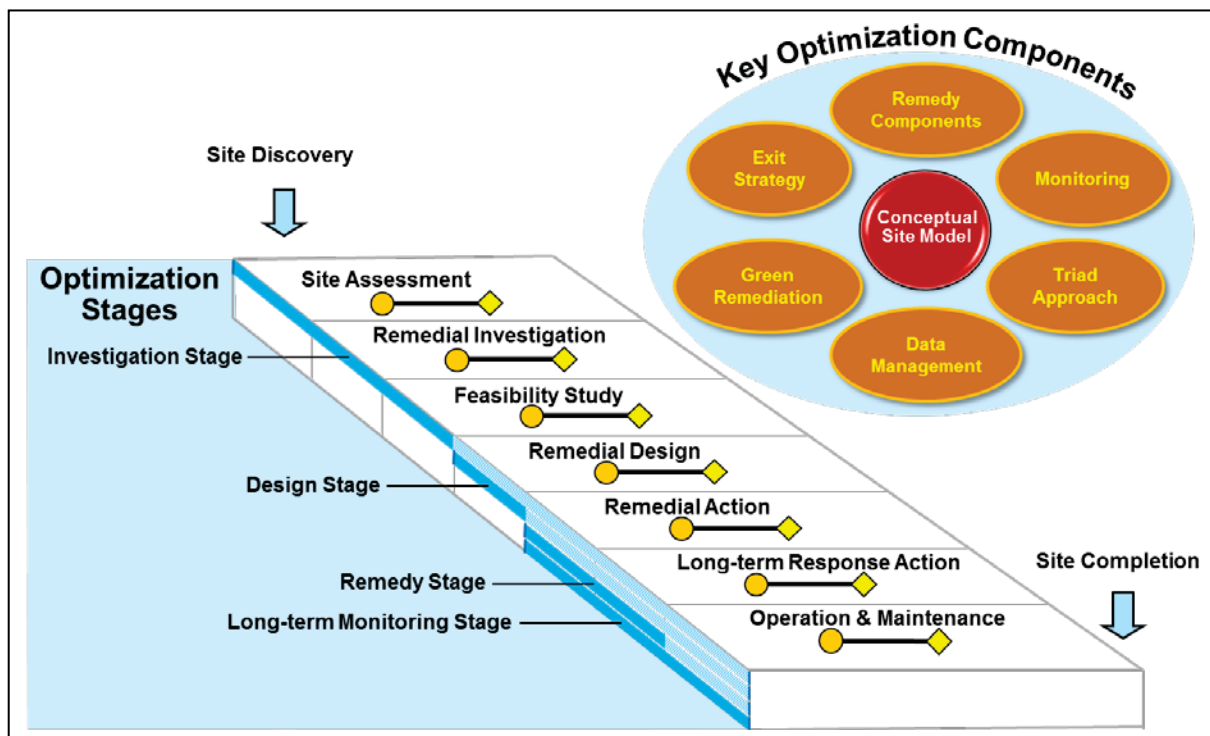 Key Optimization Components
Remedy
Components
Exit
Strategy
Monitoring
Conceptual
Site Model
Green
Remediation
Triad
Approach
Data
Management
Site Discovery
Optimization
Stages
Investigation Stage
Design Stage
Remedy Stage
Long-term Monitoring Stage
Site Assessment
Remedial Investigation
Feasibility Study
Remedial Design
Remedial Action
Long-term Response Action
Operation & Maintenance
Site Completion